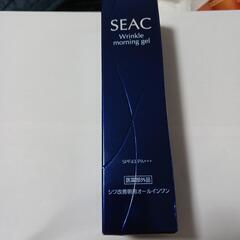 SEAC
Wrinkle
morning gel
SPF43 PA+++
医薬部外品
シワ改善朝用オールインワン